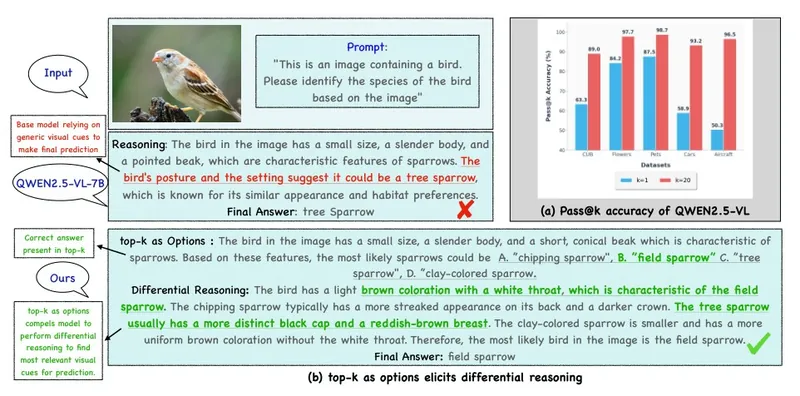 Input
Prompt:
"This is an image containing a bird.
Please identify the species of the bird
based on the image"
Base model relying on
generic visual cues to
make final prediction
QWEN2.5-VL-7B
Reasoning: The bird in the image has a small size, a slender body, and
a pointed beak, which are characteristic features of sparrows. The
bird's posture and the setting suggest it could be a tree sparrow,
which is known for its similar appearance and habitat preferences.
Final Answer: tree Sparrow
Pass@k Accuracy (%)
100
90
80
70
60
50
40
63.3
89.0
84.2
97.7
87.5
98.7
58.9
93.2
50.3
96.5
CUB
Flowers
Pets
Cars
Aircraft
Datasets
k=1
k=20
(a) Pass@k accuracy of QWEN2.5-VL
Correct answer
present in top-k
Ours
top-k as options
compels model to
perform differential
reasoning to find
most relevant visual
cues for prediction.
top-k as Options : The bird in the image has a small size, a slender body, and a short, conical beak which is characteristic of
sparrows. Based on these features, the most likely sparrows could be A. "chipping sparrow", B. "field sparrow" C. "tree
sparrow", D. "clay-colored sparrow.
Differential Reasoning: The bird has a light brown coloration with a white throat, which is characteristic of the field
sparrow. The chipping sparrow typically has a more streaked appearance on its back and a darker crown. The tree sparrow
usually has a more distinct black cap and a reddish-brown breast. The clay-colored sparrow is smaller and has a more
uniform brown coloration without the white throat. Therefore, the most likely bird in the image is the field sparrow.
Final Answer: field sparrow
(b) top-k as options elicits differential reasoning